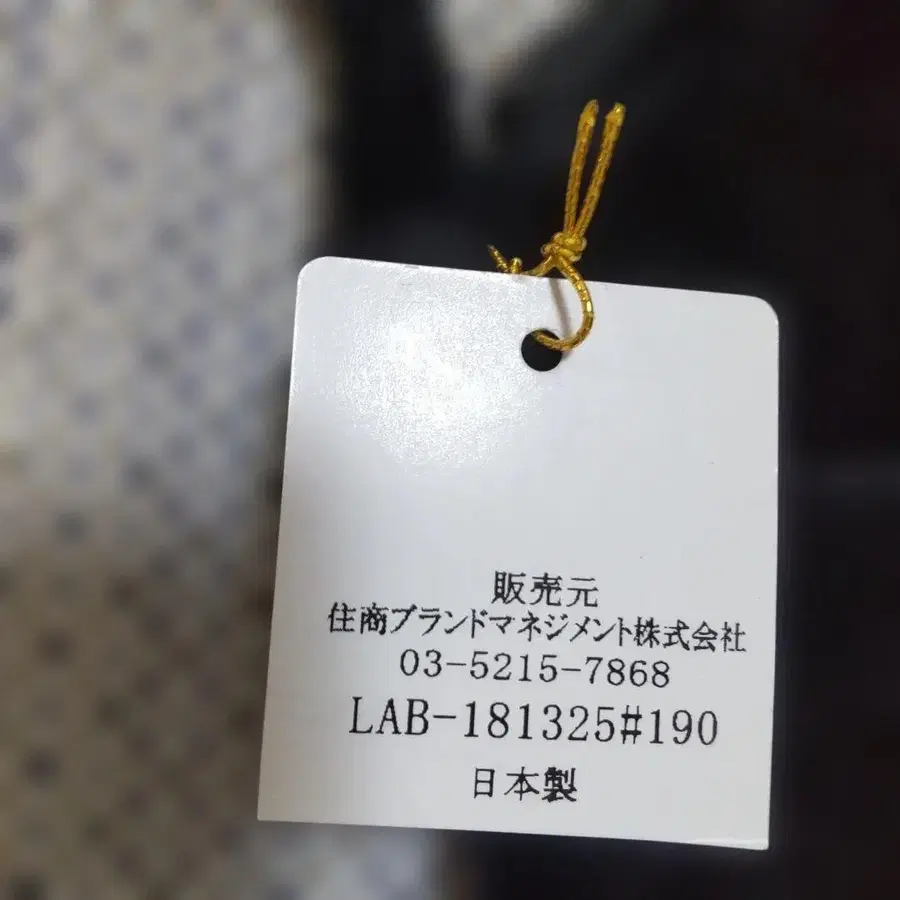 販売元
住商ブランドマネジメント株式会社
03-5215-7868
LAB-181325#190
日本製